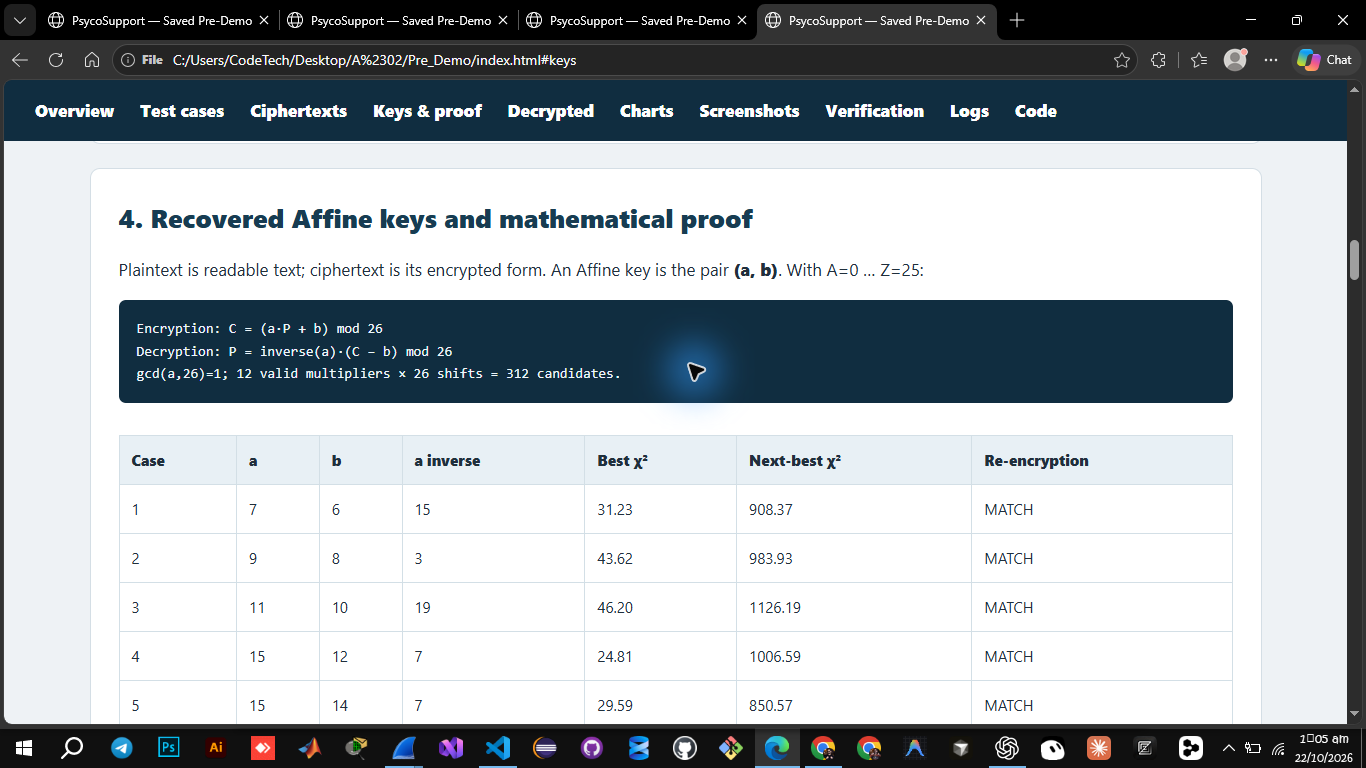 PsycoSupport — Saved Pre-Demo
PsycoSupport — Saved Pre-Demo
PsycoSupport — Saved Pre-Demo
PsycoSupport — Saved Pre-Demo
File C:/Users/CodeTech/Desktop/A%2302/Pre_Demo/index.html#keys
Chat
Overview Test cases Ciphertexts Keys & proof Decrypted Charts Screenshots Verification Logs Code
4. Recovered Affine keys and mathematical proof
Plaintext is readable text; ciphertext is its encrypted form. An Affine key is the pair (a, b). With A=0 ... Z=25:
Encryption: C = (a·P + b) mod 26
Decryption: P = inverse(a)·(C − b) mod 26
gcd(a,26)=1; 12 valid multipliers × 26 shifts = 312 candidates.
Case a b a inverse Best χ² Next-best χ² Re-encryption
1 7 6 15 31.23 908.37 MATCH
2 9 8 3 43.62 983.93 MATCH
3 11 10 19 46.20 1126.19 MATCH
4 15 12 7 24.81 1006.59 MATCH
5 15 14 7 29.59 850.57 MATCH
Ps
Ai
22/10/2026